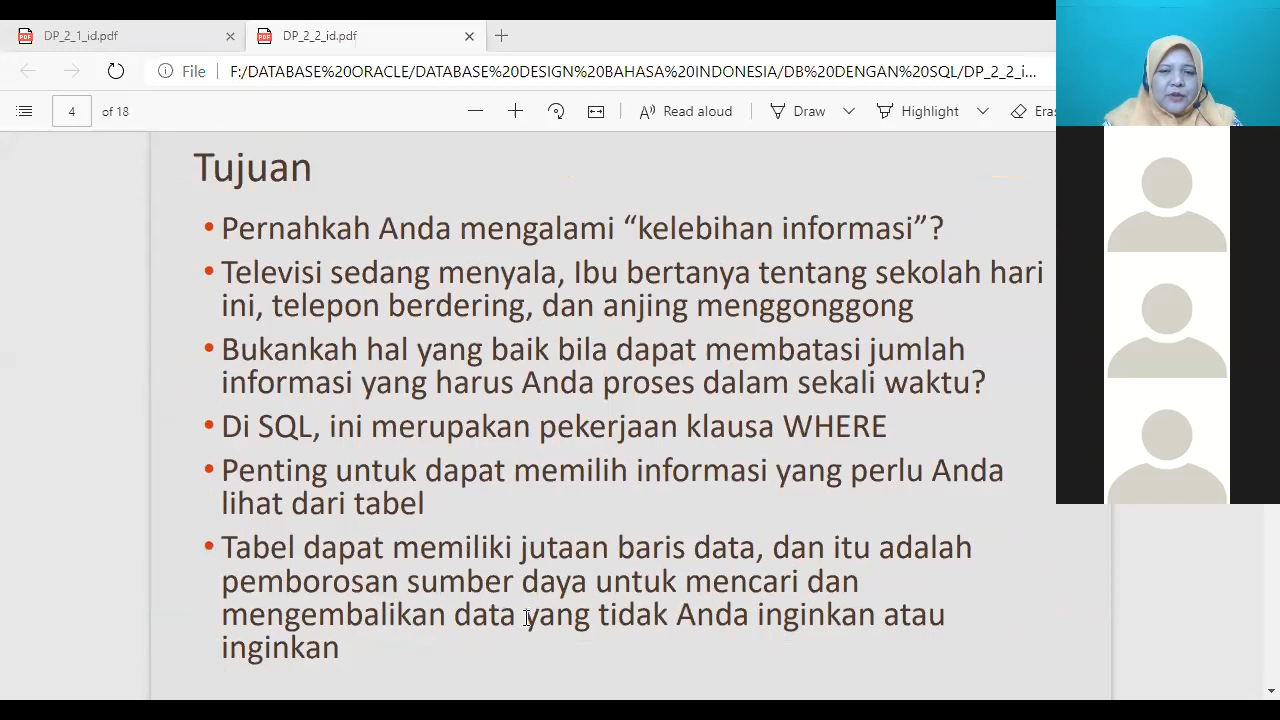 DP_2_1_id.pdf
DP_2_2_id.pdf
File
F:/DATABASE%20ORACLE/DATABASE%20DESIGN%20BAHASA%20INDONESIA/DB%20DENGAN%20SQL/DP_2_2_i...
4
of 18
Read aloud
Draw
Highlight
Eras
Tujuan
• Pernahkah Anda mengalami “kelebihan informasi”?
• Televisi sedang menyala, Ibu bertanya tentang sekolah hari
ini, telepon berdering, dan anjing menggonggong
• Bukankah hal yang baik bila dapat membatasi jumlah
informasi yang harus Anda proses dalam sekali waktu?
• Di SQL, ini merupakan pekerjaan klausa WHERE
• Penting untuk dapat memilih informasi yang perlu Anda
lihat dari tabel
• Tabel dapat memiliki jutaan baris data, dan itu adalah
pemborosan sumber daya untuk mencari dan
mengembalikan data yang tidak Anda inginkan atau
inginkan